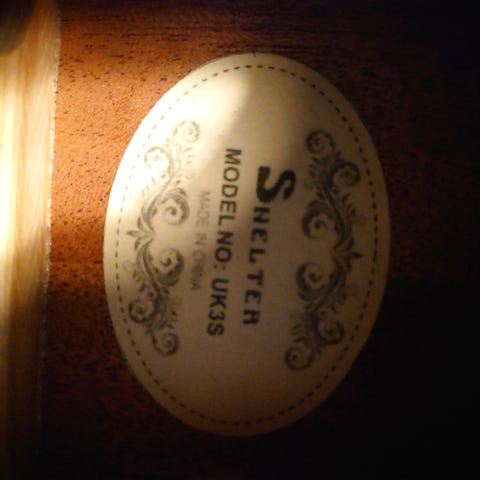 SHELTER
MODEL NO: UK3S
MADE IN CHINA